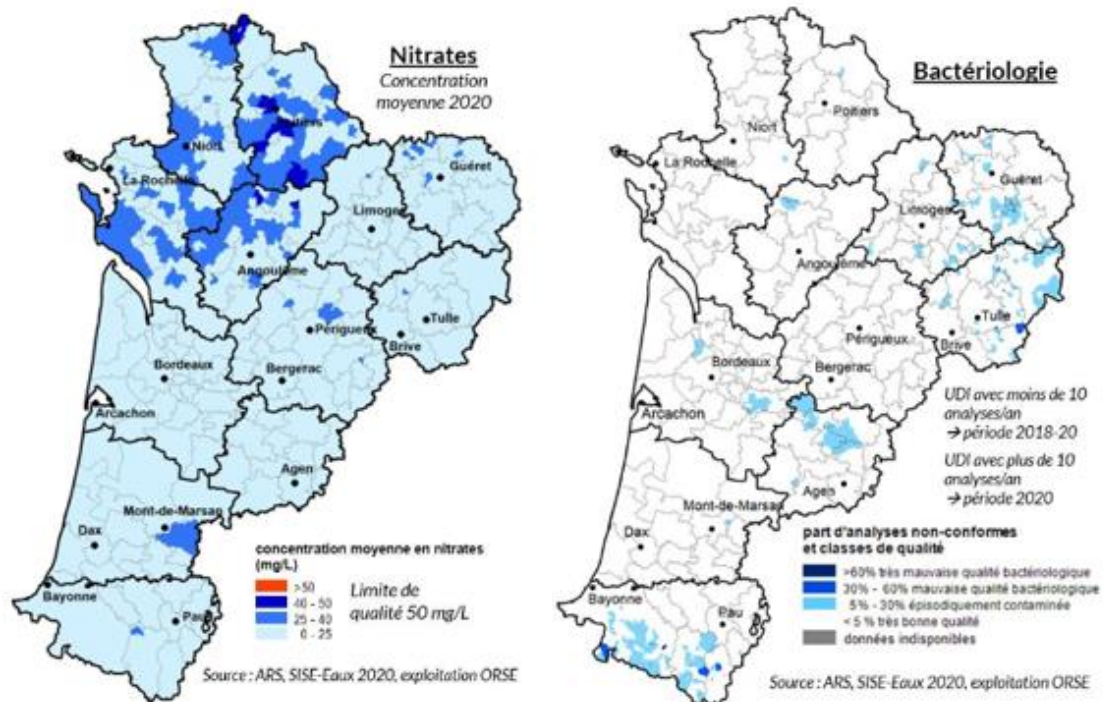 Nitrates
Concentration
moyenne 2020
Poitiers
Niort
La Rochelle
Guéret
Limoges
Angoulême
Périgueux
Tulle
Brive
Bordeaux
Bergerac
Arcachon
Agen
Mont-de-Marsan
Dax
Bayonne
Pau
concentration moyenne en nitrates
(mg/L)
>50
40 - 50
25 - 40
0 - 25
Limite de
qualité 50 mg/L
Source : ARS, SISE-Eaux 2020, exploitation ORSE
Bactériologie
Poitiers
Niort
La Rochelle
Guéret
Limoges
Angoulême
Tulle
Périgueux
Brive
Bordeaux
Bergerac
Arcachon
Agen
Mont-de-Marsan
Dax
Bayonne
Pau
UDI avec moins de 10
analyses/an
→ période 2018-20
UDI avec plus de 10
analyses/an
→ période 2020
part d'analyses non-conformes
et classes de qualité
>60% très mauvaise qualité bactériologique
30% - 60% mauvaise qualité bactériologique
5% - 30% épisodiquement contaminée
< 5 % très bonne qualité
données indisponibles
Source : ARS, SISE-Eaux 2020, exploitation ORSE